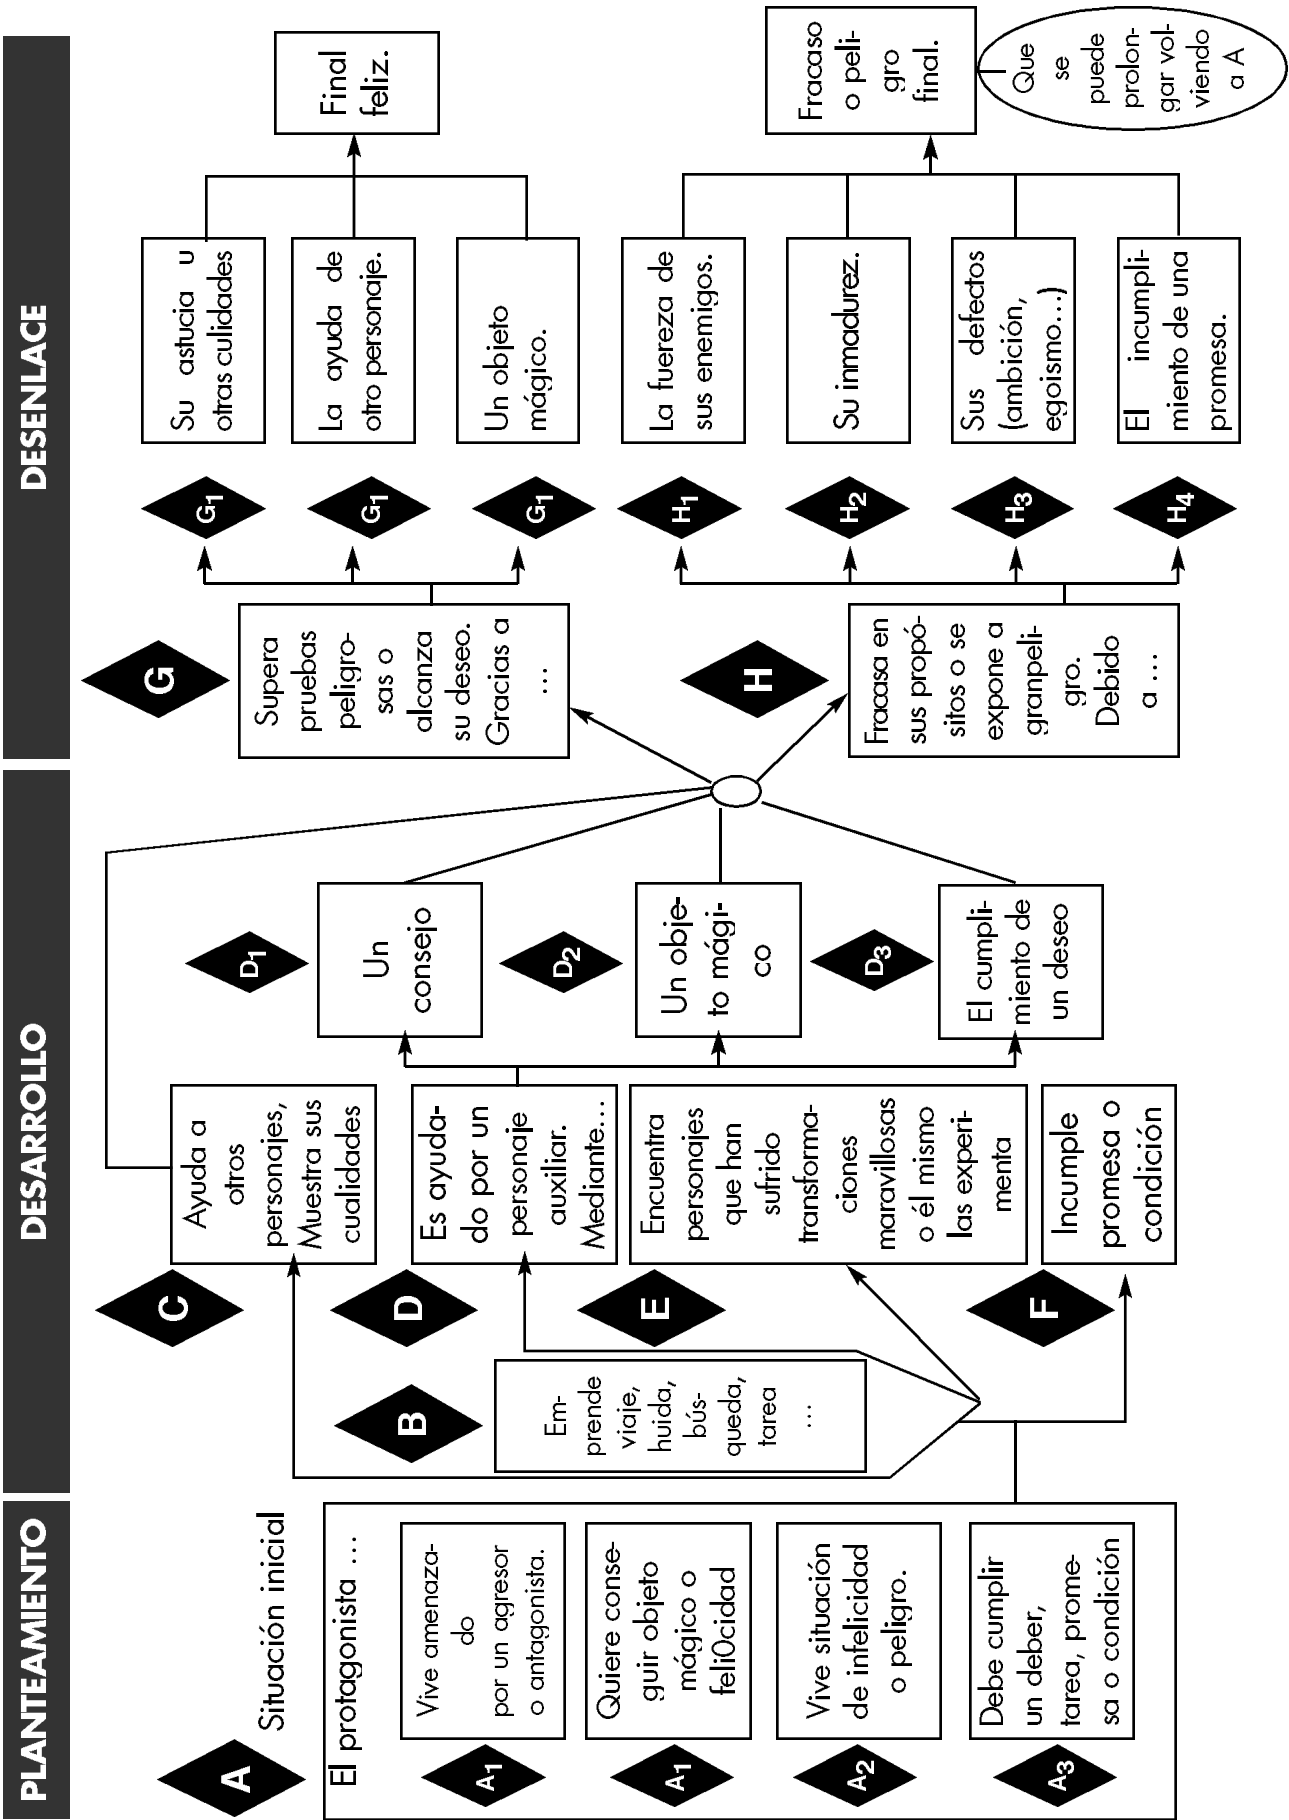 PLANTEAMIENTO
DESARROLLO
DESENLACE
A
Situación inicial
El protagonista ...
A1
Vive amenaza-
do
por un agresor
o antagonista.
A1
Quiere conse-
guir objeto
mágico o
feli0cidad
A2
Vive situación
de infelicidad
o peligro.
A3
Debe cumplir
un deber,
tarea, prome-
sa o condición
B
Em-
prende
viaje,
huida,
bús-
queda,
tarea
...
C
Ayuda a
otros
personajes,
Muestra sus
cualidades
D
Es ayuda-
do por un
personaje
auxiliar.
Mediante...
E
Encuentra
personajes
que han
sufrido
transforma-
ciones
maravillosas
o él mismo
las experi-
menta
F
Incumple
promesa o
condición
D1
Un
consejo
D2
Un obje-
to mági-
co
D3
El cumpli-
miento de
un deseo
G
Supera
pruebas
peligro-
sas o
alcanza
su deseo.
Gracias a
...
H
Fracasa en
sus propó-
sitos o se
expone a
granpeli-
gro.
Debido
a ...
G1
Su astucia u
otras culidades
G1
La ayuda de
otro personaje.
G1
Un objeto
mágico.
H1
La fuereza de
sus enemigos.
H2
Su inmadurez.
H3
Sus defectos
(ambición,
egoismo...)
H4
El incumpli-
miento de una
promesa.
Final
feliz.
Fracaso
o peli-
gro
final.
Que
se
puede
prolon-
gar vol-
viendo
a A